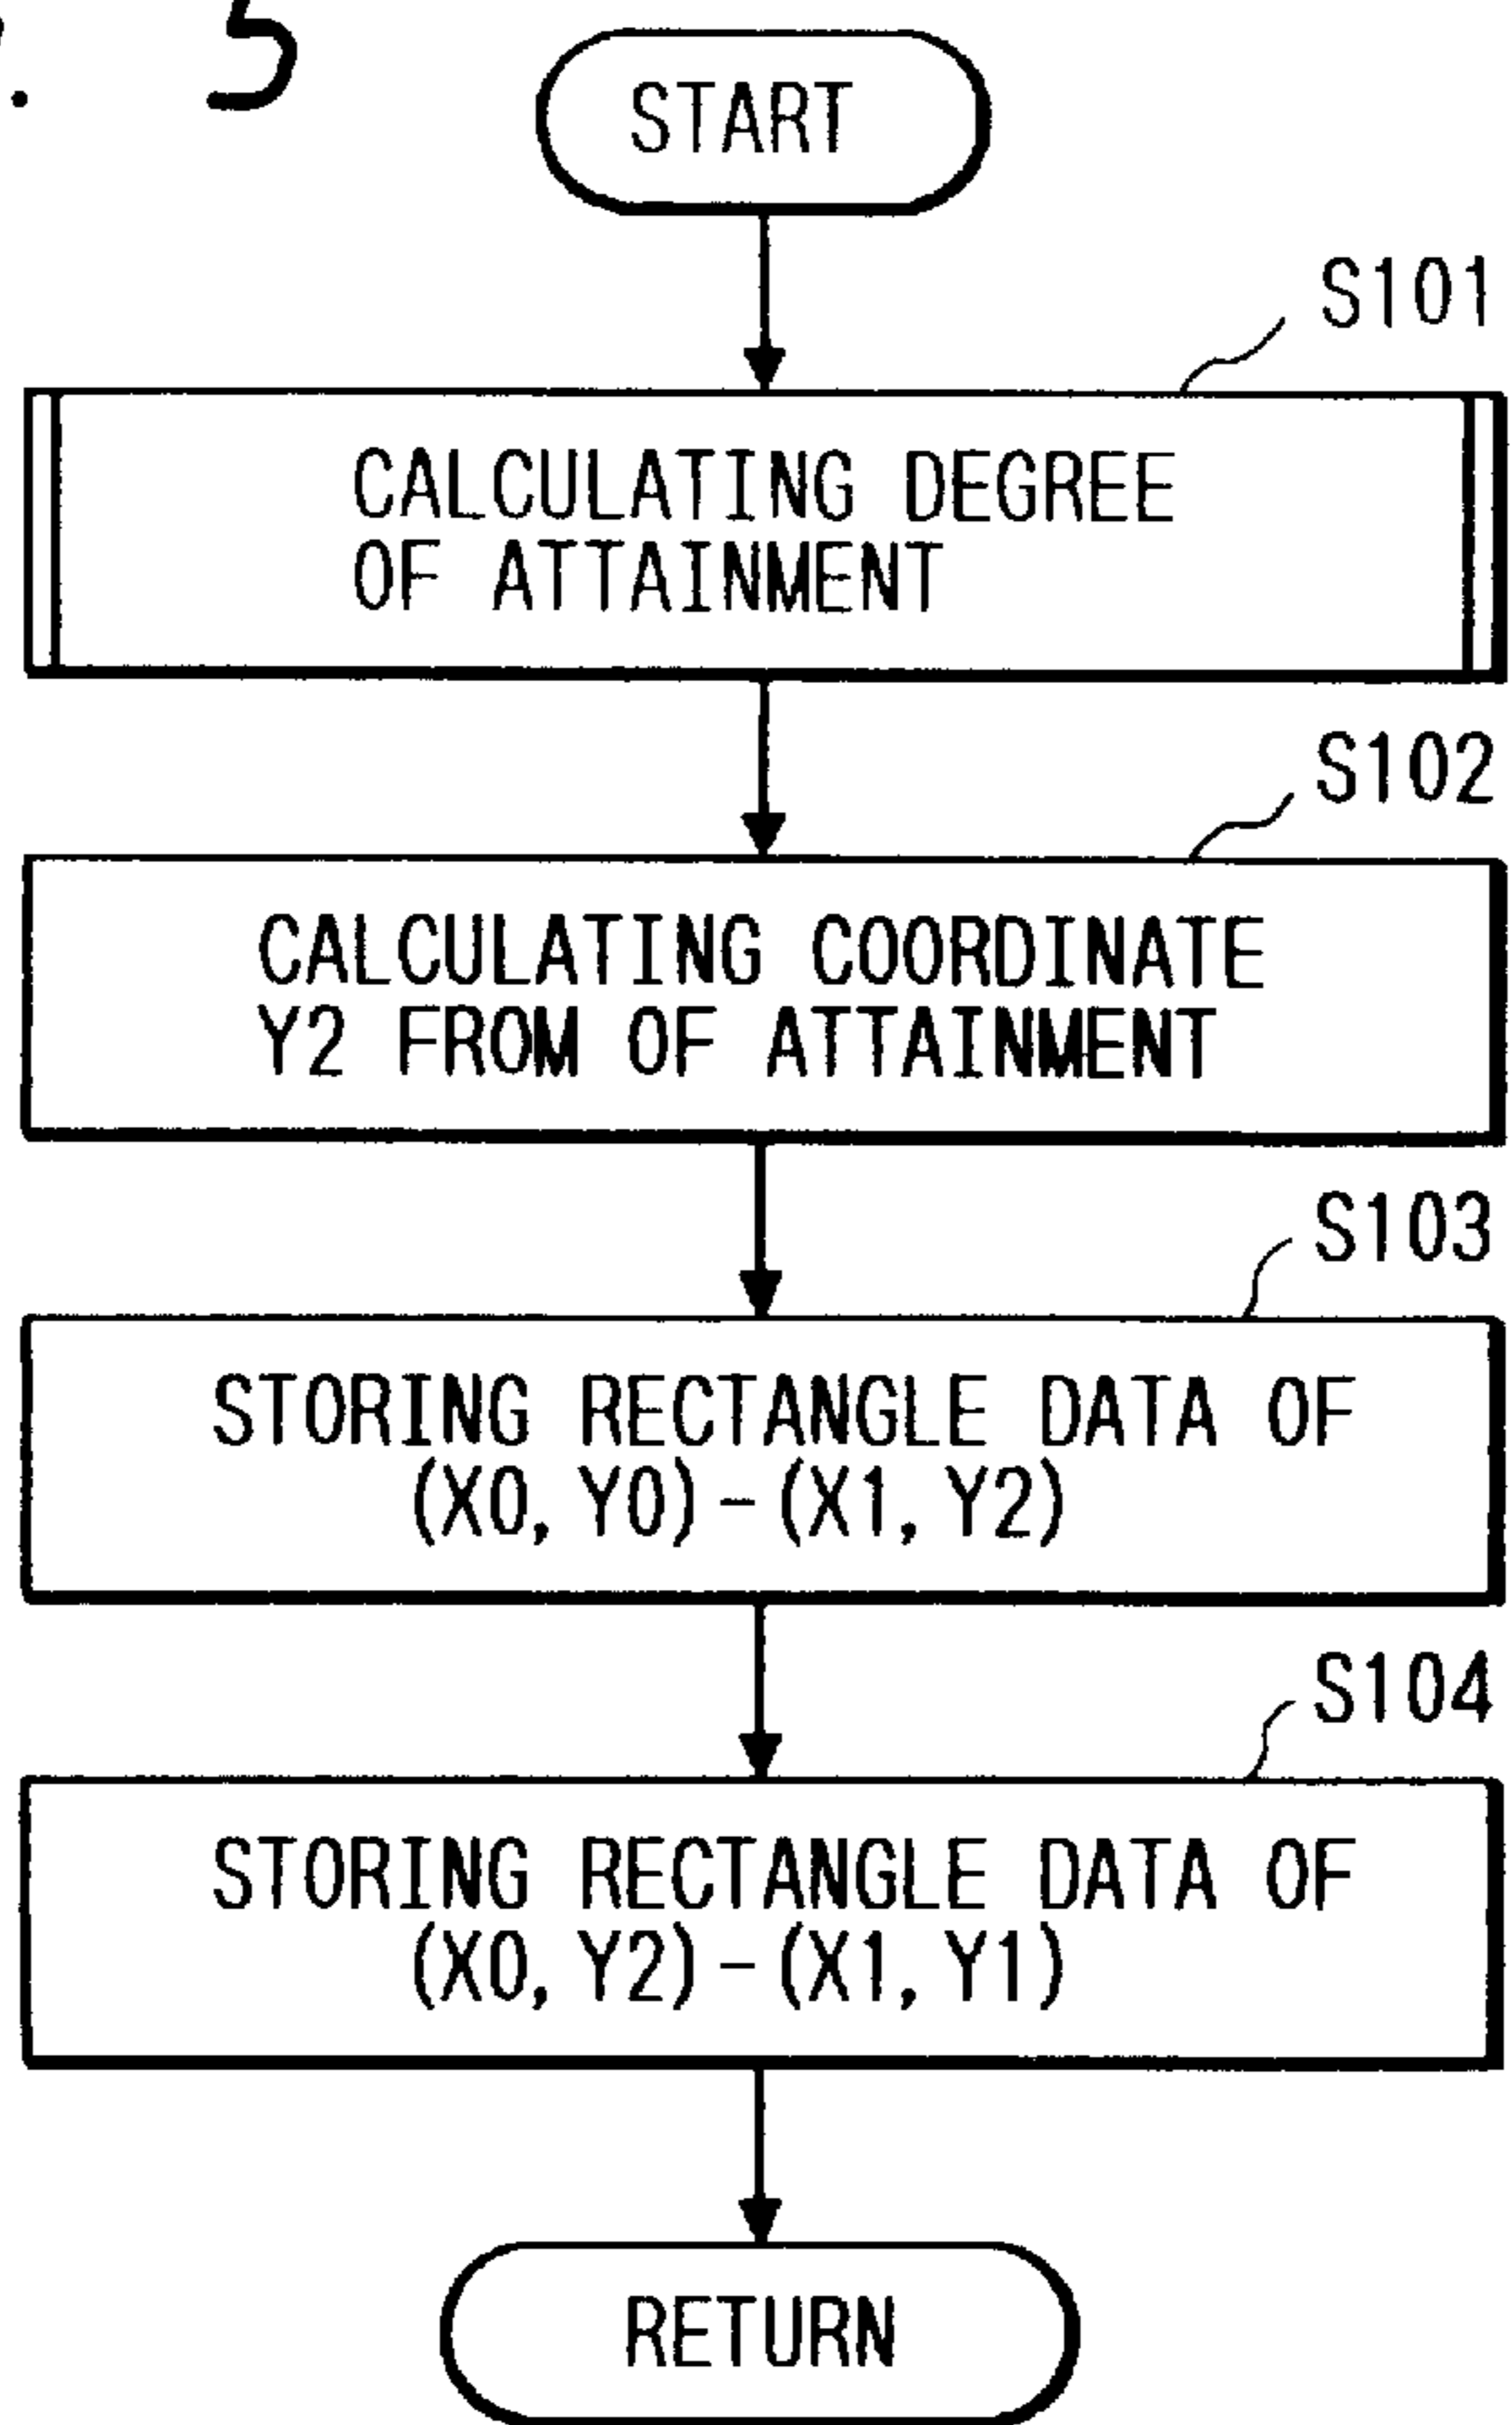 . 5
START
S101
CALCULATING DEGREE
OF ATTAINMENT
S102
CALCULATING COORDINATE
Y2 FROM OF ATTAINMENT
S103
STORING RECTANGLE DATA OF
(X0, Y0)-(X1, Y2)
S104
STORING RECTANGLE DATA OF
(X0, Y2)-(X1, Y1)
RETURN